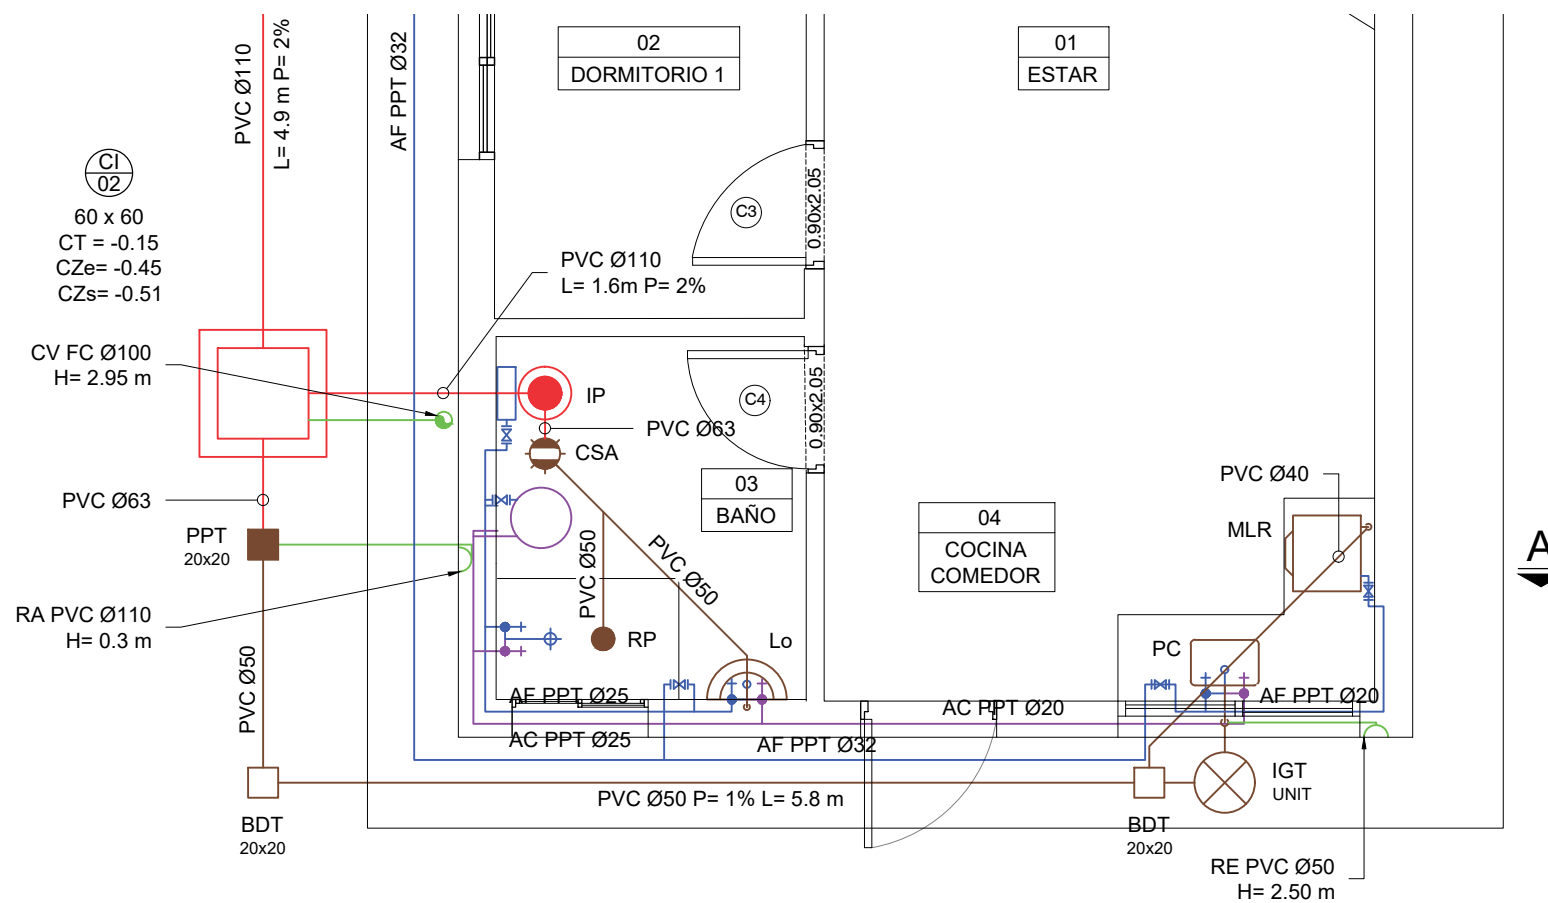 PVC Ø110
L= 4.9 m P= 2%
AF PPT Ø32
02
DORMITORIO 1
01
ESTAR
CI
02
60 x 60
CT = -0.15
CZe= -0.45
CZs= -0.51
C3
0.90x2.05
PVC Ø110
L= 1.6m P= 2%
CV FC Ø100
H= 2.95 m
IP
C4
0.90x2.05
PVC Ø63
CSA
PVC Ø63
03
BAÑO
PVC Ø40
MLR
04
COCINA
COMEDOR
A
PPT
20x20
PVC Ø50
PVC Ø50
RA PVC Ø110
H= 0.3 m
RP
Lo
PC
PVC Ø50
AF PPT Ø25
AC PPT Ø20
AF PPT Ø20
AC PPT Ø25
AF PPT Ø32
IGT
UNIT
PVC Ø50 P= 1% L= 5.8 m
BDT
20x20
BDT
20x20
RE PVC Ø50
H= 2.50 m